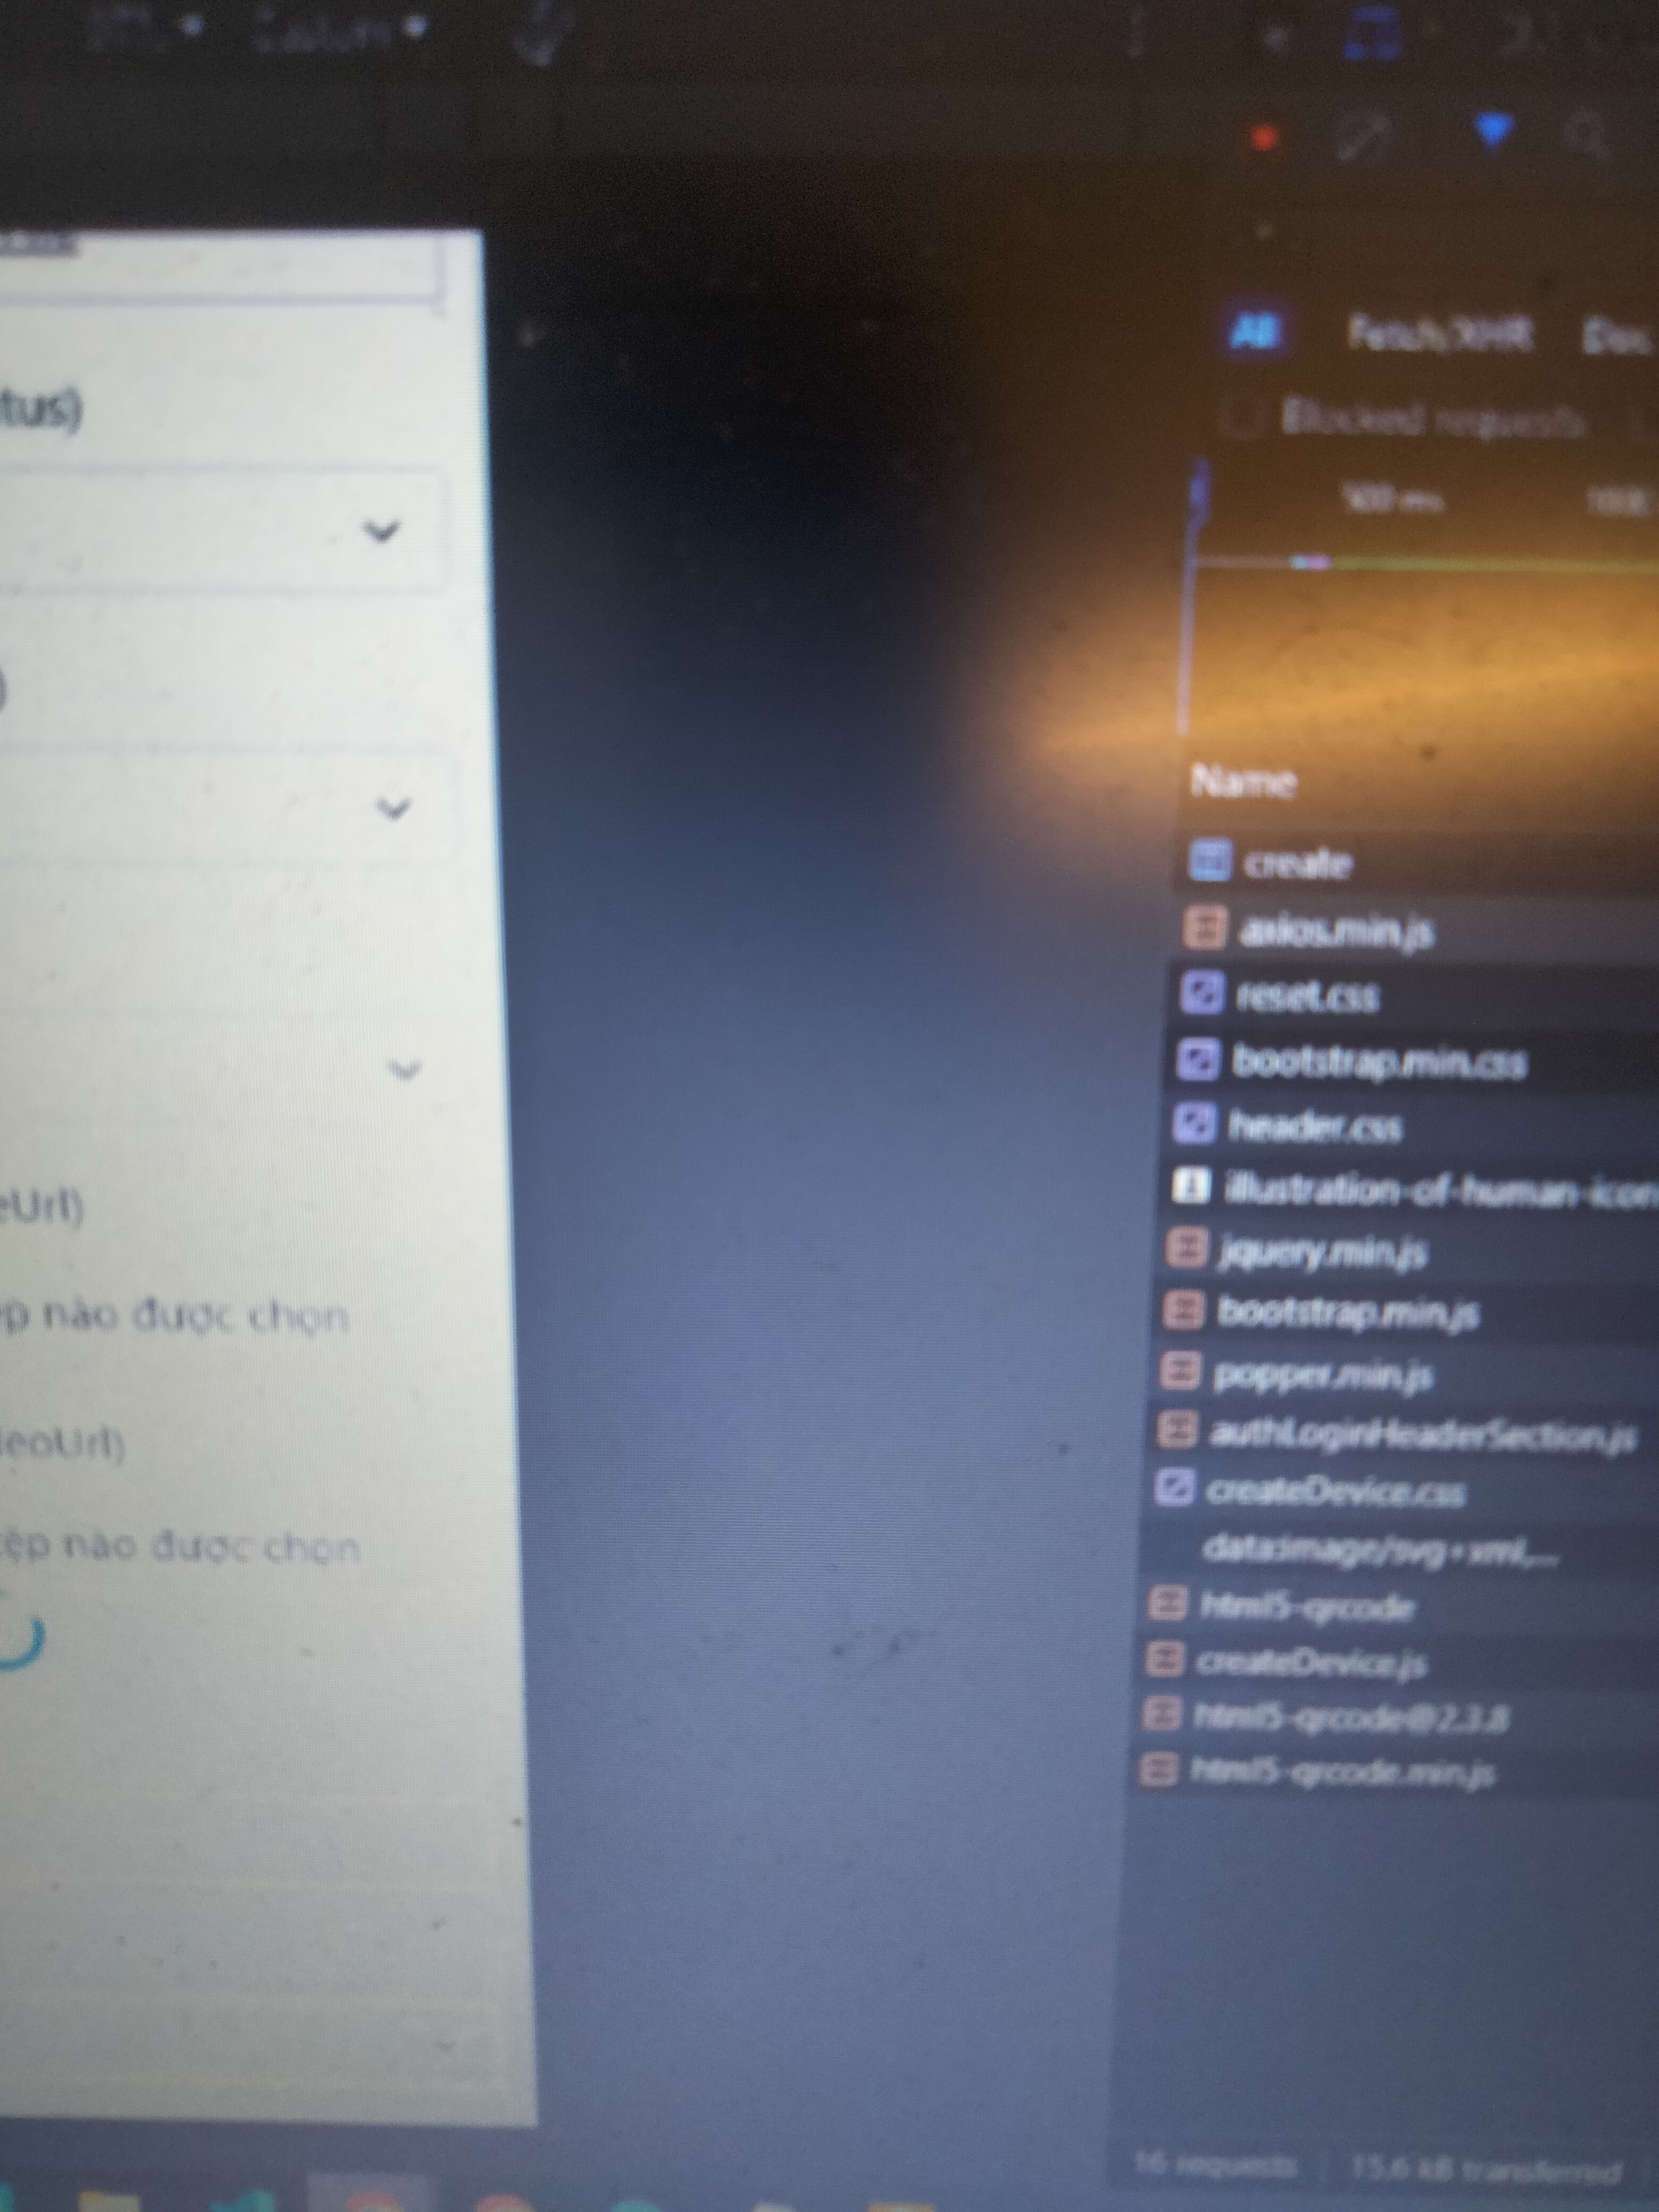 tus)
eUrl)
ệp nào được chọn
leoUrl)
tệp nào được chọn
All Fetch/XHR Doc
Blocked requests
500 ms
Name
create
axios.min.js
reset.css
bootstrap.min.css
header.css
illustration-of-human-icon
jquery.min.js
bootstrap.min.js
popper.min.js
authLoginHeaderSection.js
createDevice.css
data:image/svg+xml,...
html5-qrcode
createDevice.js
html5-qrcode@2.3.8
html5-qrcode.min.js
16 requests 15.6 kB transferred